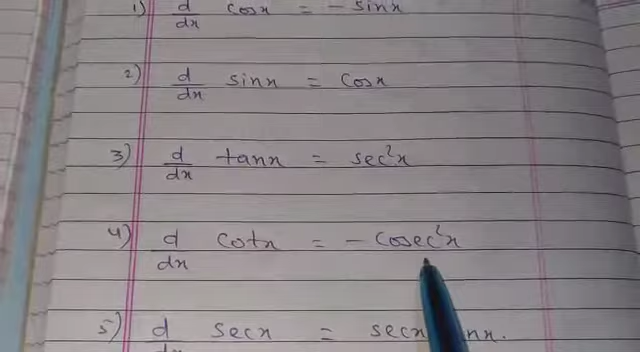 1) d/dx cosx = - sinx
2) d/dx sinx = cosx
3) d/dx tanx = sec²x
4) d/dx cotx = - cosec²x
5) d/dx secx = secx